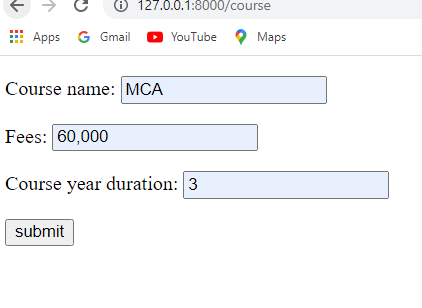 127.0.0.1:8000/course
Apps Gmail YouTube Maps
Course name: MCA
Fees: 60,000
Course year duration: 3
submit